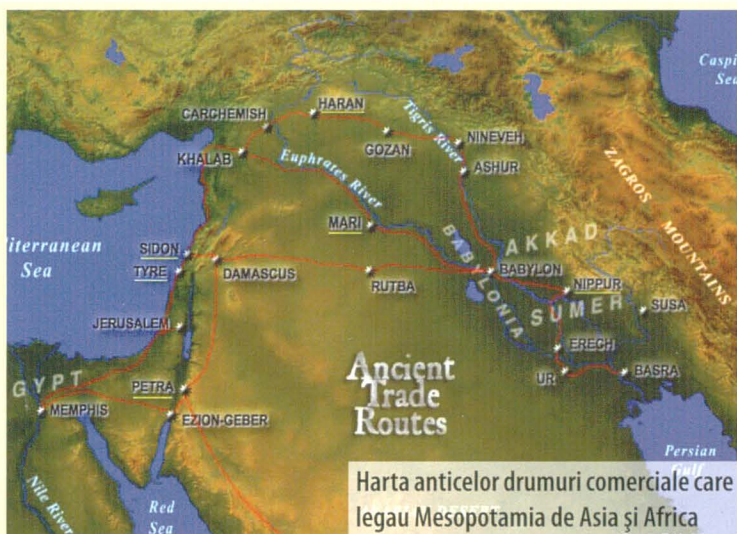 Caspi
Sea
HARAN
CARCHEMISH
Tigris River
NINEVEH
GOZAN
KHALAB
Euphrates River
ASHUR
ZAGROS
MOUNTAINS
MARI
AKKAD
BABYLONIA
iterranean
Sea
SIDON
TYRE
DAMASCUS
RUTBA
BABYLON
NIPPUR
SUMER
SUSA
JERUSALEM
ERECH
UR
BASRA
GYPT
PETRA
MEMPHIS
EZION-GEBER
Ancient
Trade
Routes
Nile River
Red
Sea
Persian
Gulf
Harta anticelor drumuri comerciale care
legau Mesopotamia de Asia şi Africa